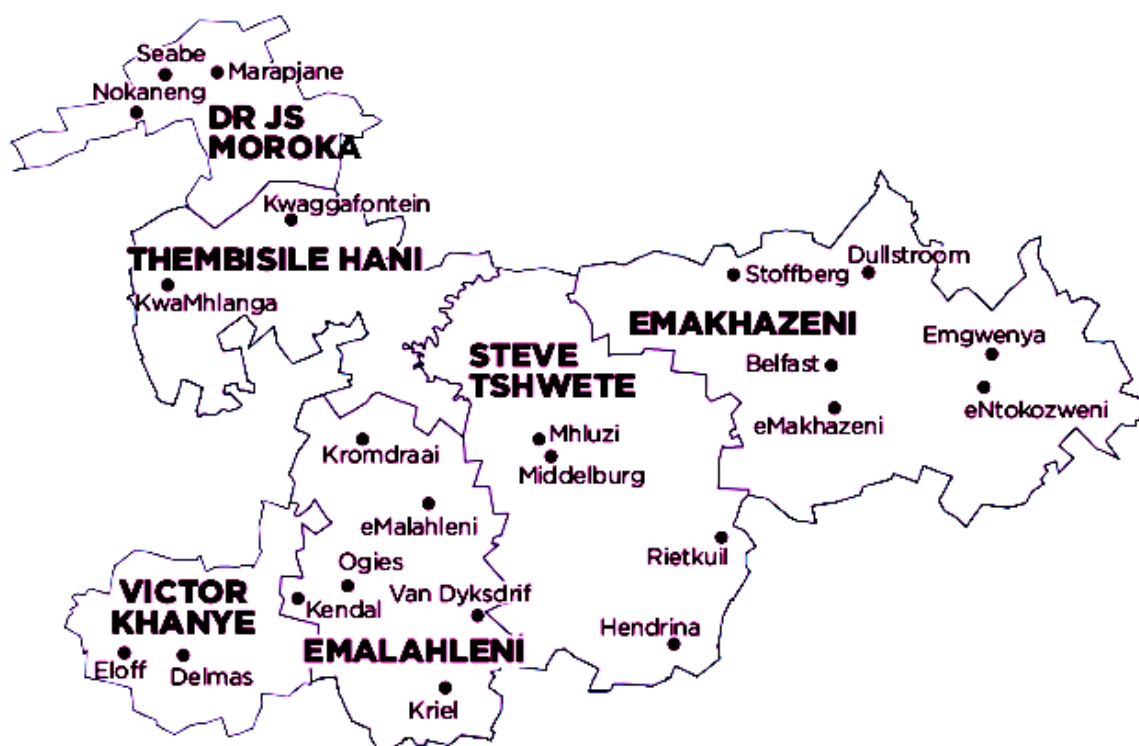 Seabe
Marapjane
Nokaneng
DR JS
MOROKA
Kwaggafontein
THEMBISILE HANI
KwaMhlanga
Dullstroom
Stoffberg
EMAKHAZENI
Emgwenya
Belfast
eNtokozweni
eMakhazeni
STEVE
TSHWETE
Mhluzi
Middelburg
Kromdraai
eMalahleni
Rietkuil
Ogies
Van Dyksdrif
Kendal
Hendrina
VICTOR
KHANYE
EMALAHLENI
Eloff
Delmas
Kriel